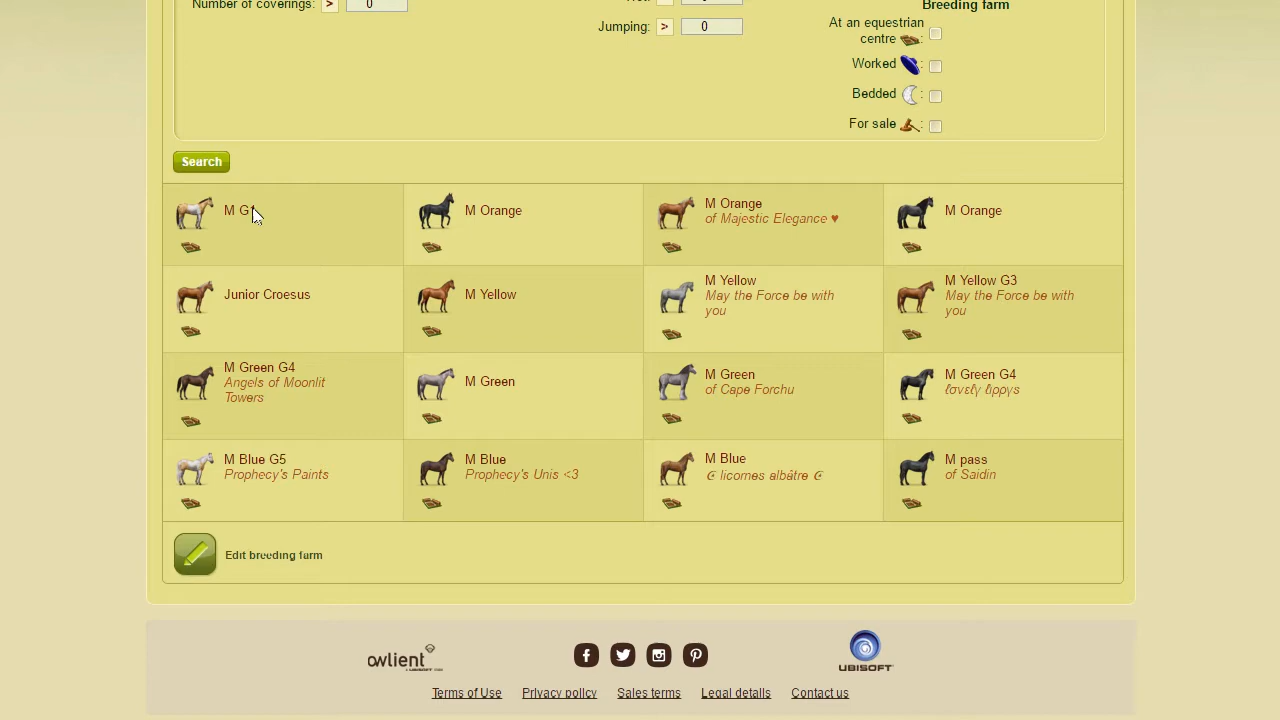 Number of coverings: > 0
0
Breeding farm
Jumping: > 0
At an equestrian
centre :
Worked :
Bedded :
For sale :
Search
M G
M Orange
M Orange
of Majestic Elegance ♥
M Orange
Junior Croesus
M Yellow
M Yellow
May the Force be with
you
M Yellow G3
May the Force be with
you
M Green G4
Angels of Moonlit
Towers
M Green
M Green
of Cape Forchu
M Green G4
M Blue G5
Prophecy's Paints
M Blue
Prophecy's Unis <3
M Blue
licornes albâtre
M pass
of Saidin
Edit breeding farm
owlient
UBISOFT
Terms of Use Privacy policy Sales terms Legal details Contact us